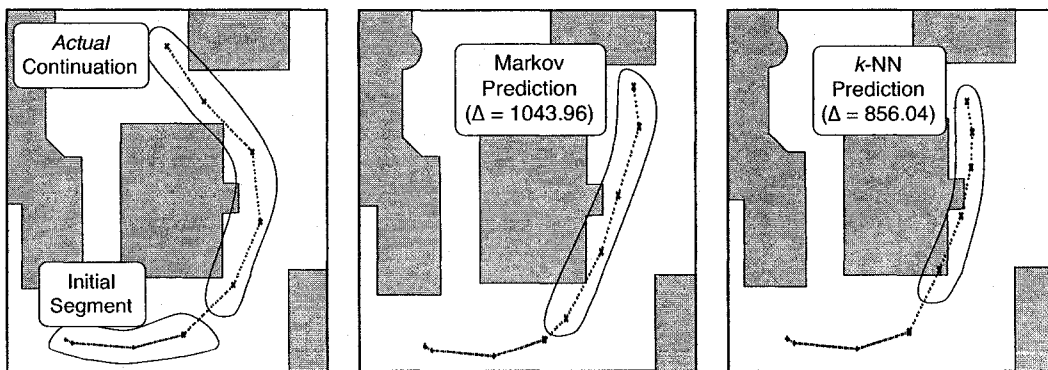 Actual
Continuation
Initial
Segment
Markov
Prediction
(Δ = 1043.96)
k-NN
Prediction
(Δ = 856.04)